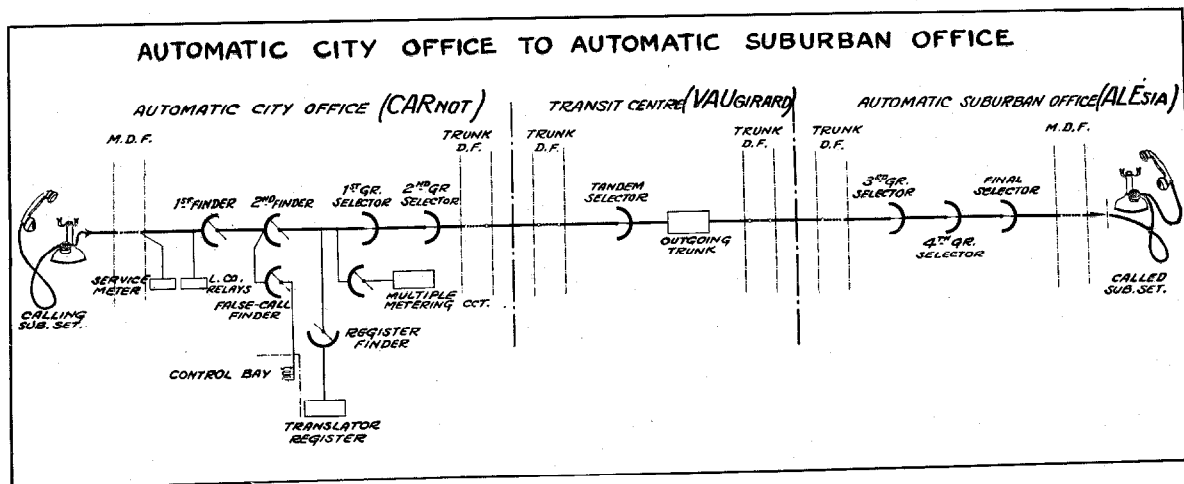 AUTOMATIC CITY OFFICE TO AUTOMATIC SUBURBAN OFFICE
AUTOMATIC CITY OFFICE (CARNOT)
TRANSIT CENTRE (VAUGIRARD)
AUTOMATIC SUBURBAN OFFICE (ALÉSIA)
M.D.F.
TRUNK
D.F.
TRUNK
D.F.
TRUNK
D.F.
TRUNK
D.F.
M.D.F.
1ST FINDER
2ND FINDER
1ST GR.
SELECTOR
2ND GR
SELECTOR
TANDEM
SELECTOR
3RD GR.
SELECTOR
FINAL
SELECTOR
OUTGOING
TRUNK
4TH GR.
SELECTOR
CALLING
SUB. SET.
SERVICE
METER
L. CO.
RELAYS
FALSE-CALL
FINDER
MULTIPLE
METERING CCT.
CALLED
SUB. SET.
REGISTER
FINDER
CONTROL BAY
TRANSLATOR
REGISTER